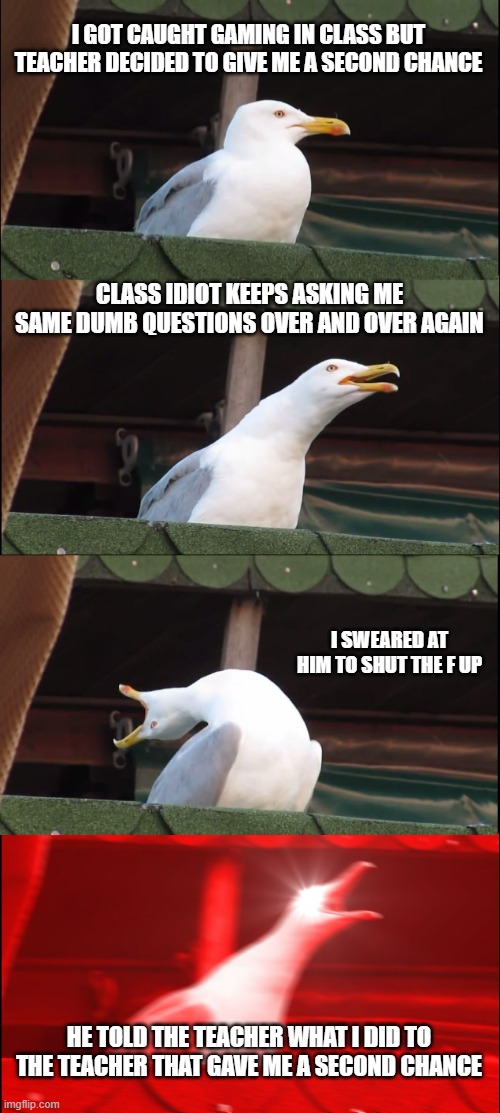 I GOT CAUGHT GAMING IN CLASS BUT
TEACHER DECIDED TO GIVE ME A SECOND CHANCE
CLASS IDIOT KEEPS ASKING ME
SAME DUMB QUESTIONS OVER AND OVER AGAIN
I SWEARED AT
HIM TO SHUT THE F UP
HE TOLD THE TEACHER WHAT I DID TO
THE TEACHER THAT GAVE ME A SECOND CHANCE
imgflip.com